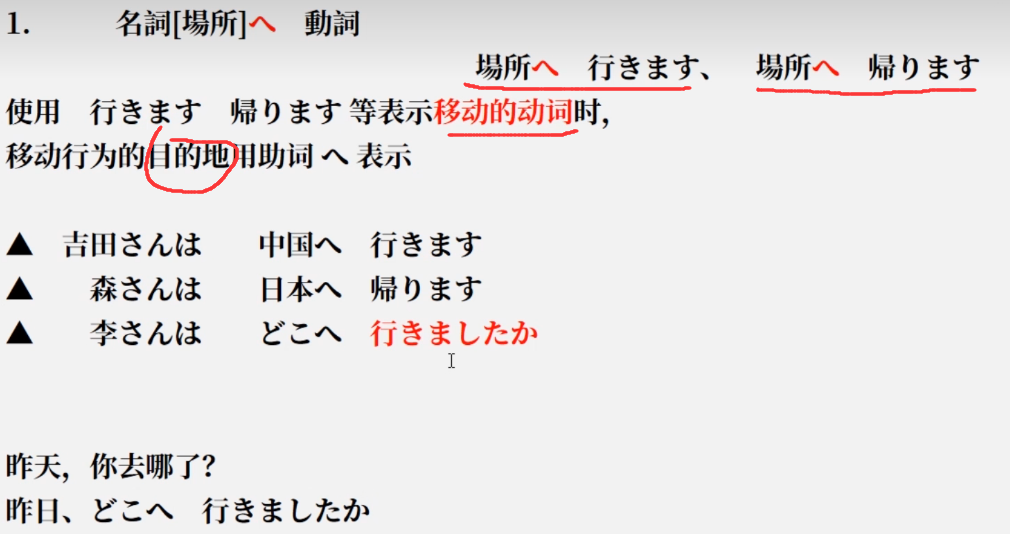 1.　　　名詞[場所]へ　動詞
場所へ　行きます、　場所へ　帰ります
使用　行きます　帰ります 等表示移动的动词时，
移动行为的目的地用助词 へ 表示
▲　吉田さんは　　中国へ　行きます
▲　　森さんは　　日本へ　帰ります
▲　　李さんは　　どこへ　行きましたか
昨天，你去哪了？
昨日、どこへ　行きましたか